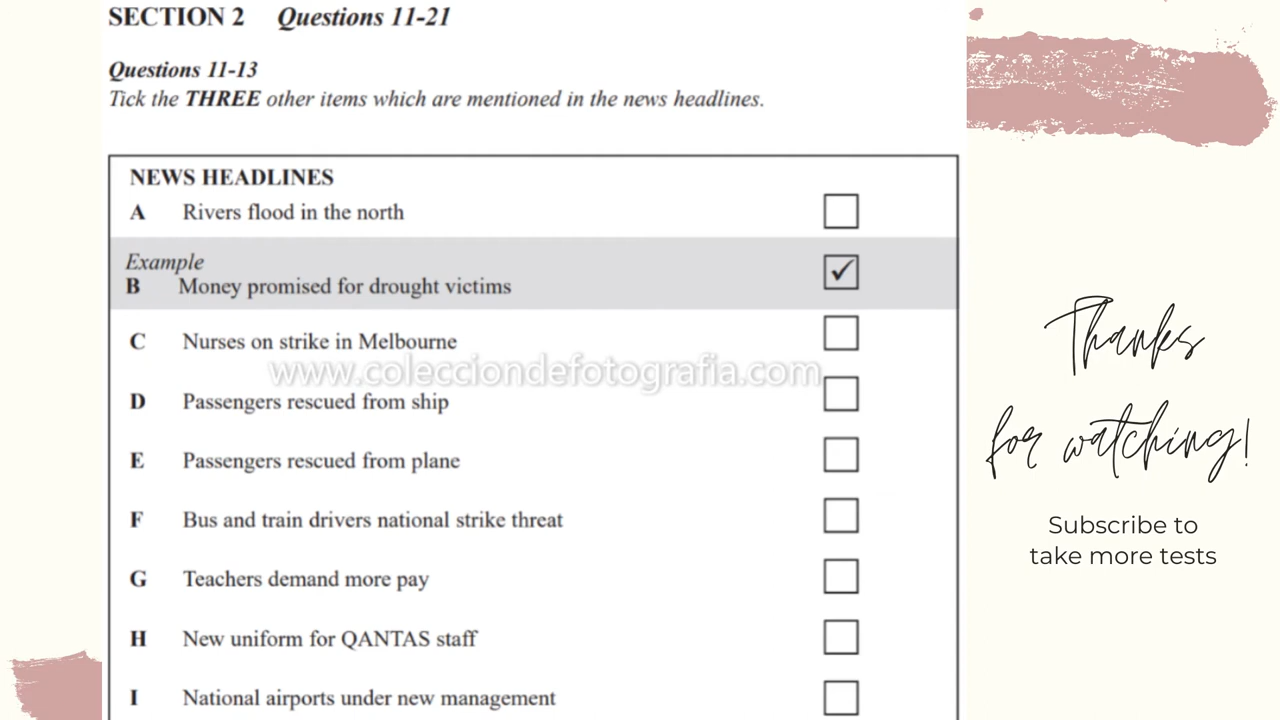 SECTION 2 Questions 11-21
Questions 11-13
Tick the THREE other items which are mentioned in the news headlines.
NEWS HEADLINES
A Rivers flood in the north
Example
B Money promised for drought victims
C Nurses on strike in Melbourne
www.colecciondefotografia.com
D Passengers rescued from ship
E Passengers rescued from plane
F Bus and train drivers national strike threat
G Teachers demand more pay
H New uniform for QANTAS staff
I National airports under new management
Thanks
for watching!
Subscribe to
take more tests